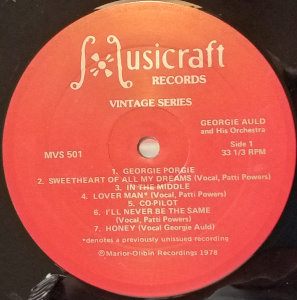 Musicraft
RECORDS
VINTAGE SERIES
GEORGIE AULD
and His Orchestra
MVS 501
Side 1
33 1/3 RPM
1. GEORGIE PORGIE
2. SWEETHEART OF ALL MY DREAMS (Vocal, Patti Powers)
3. IN THE MIDDLE
4. LOVER MAN* (Vocal, Patti Powers)
5. CO-PILOT
6. I'LL NEVER BE THE SAME
(Vocal, Patti Powers)
7. HONEY (Vocal Georgie Auld)
*denotes a previously unissued recording
Ⓟ Marlor-Olibin Recordings 1978